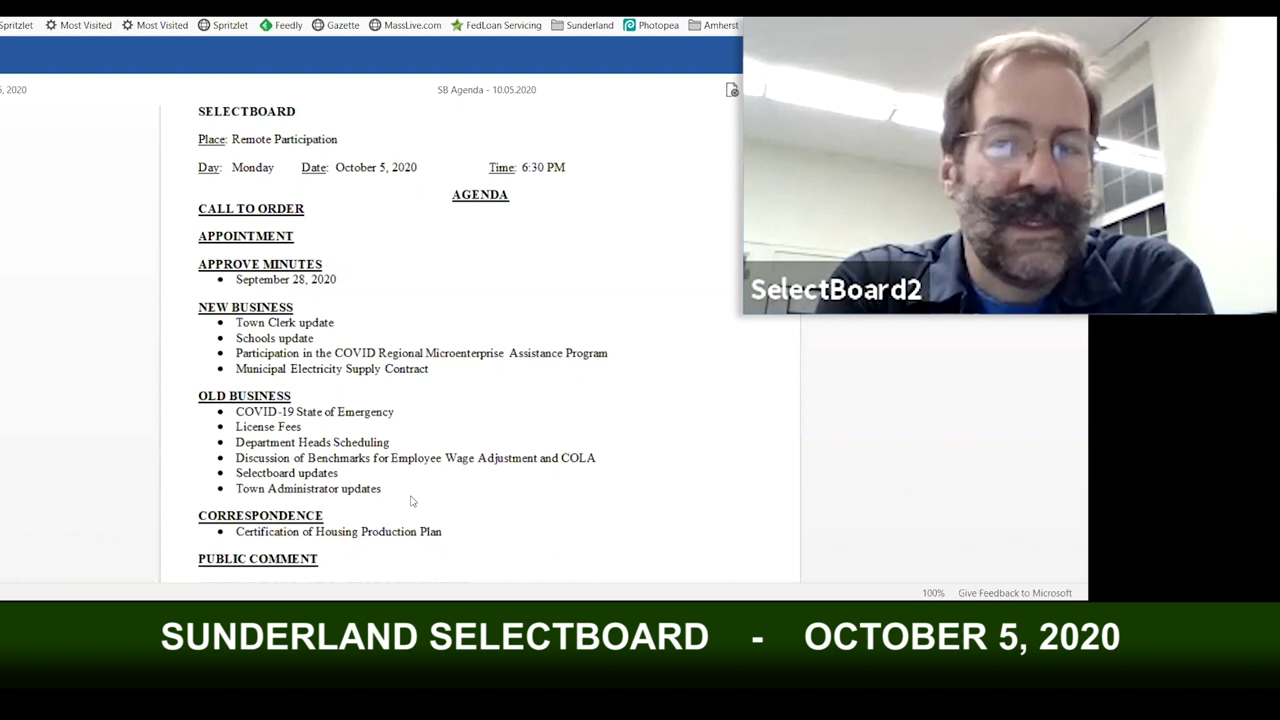 Spritzlet Most Visited Most Visited Spritzlet Feedly Gazette MassLive.com FedLoan Servicing Sunderland Photopea Amherst
5, 2020 SB Agenda - 10.05.2020
SELECTBOARD
Place: Remote Participation
Day: Monday Date: October 5, 2020 Time: 6:30 PM
AGENDA
CALL TO ORDER
APPOINTMENT
APPROVE MINUTES
• September 28, 2020
NEW BUSINESS
• Town Clerk update
• Schools update
• Participation in the COVID Regional Microenterprise Assistance Program
• Municipal Electricity Supply Contract
OLD BUSINESS
• COVID-19 State of Emergency
• License Fees
• Department Heads Scheduling
• Discussion of Benchmarks for Employee Wage Adjustment and COLA
• Selectboard updates
• Town Administrator updates
CORRESPONDENCE
• Certification of Housing Production Plan
PUBLIC COMMENT
SelectBoard2
100% Give Feedback to Microsoft
SUNDERLAND SELECTBOARD - OCTOBER 5, 2020